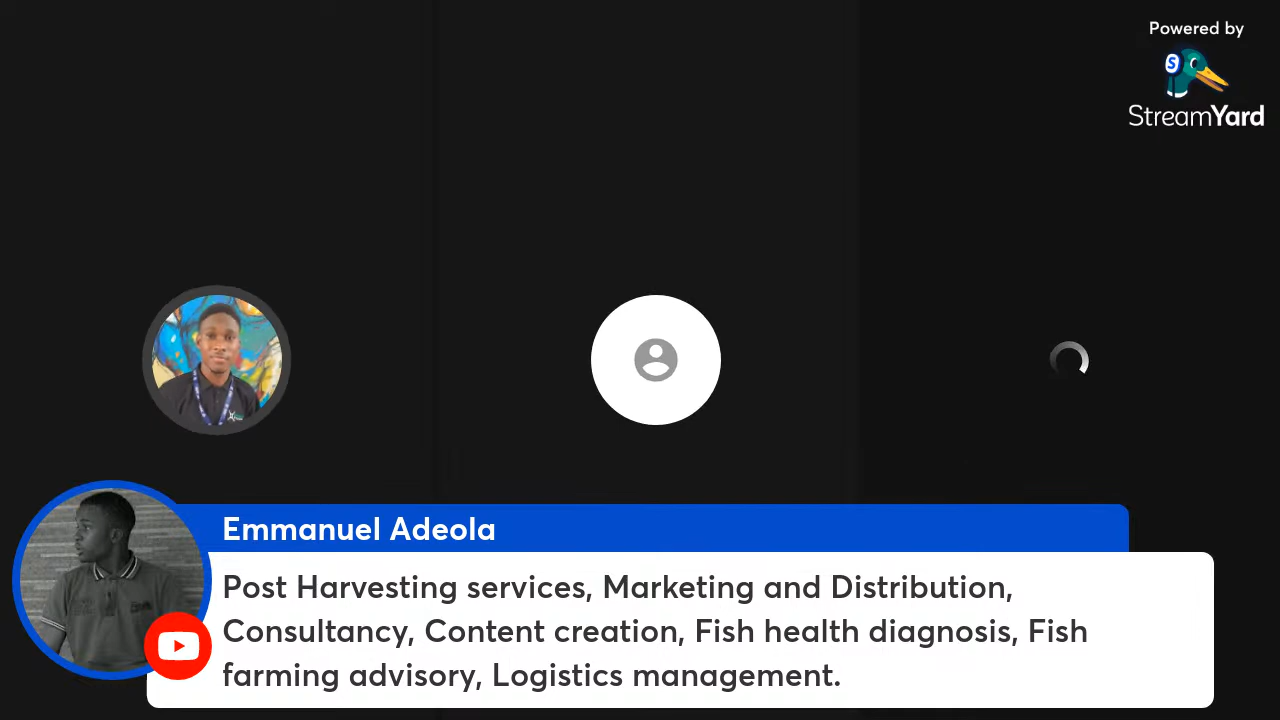 Powered by
S
StreamYard
Emmanuel Adeola
Post Harvesting services, Marketing and Distribution,
Consultancy, Content creation, Fish health diagnosis, Fish
farming advisory, Logistics management.